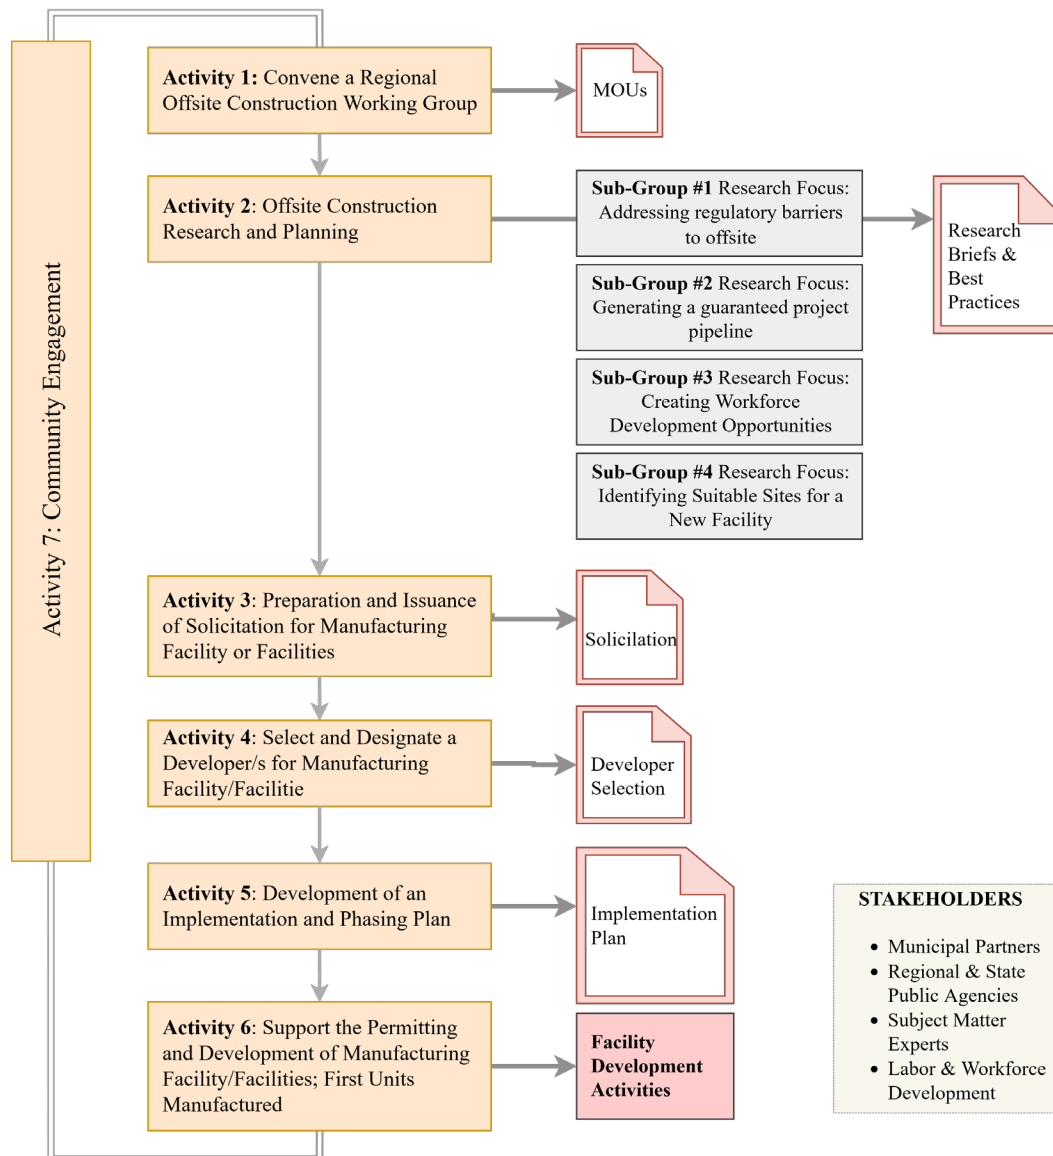 Activity 7: Community Engagement
Activity 1: Convene a Regional
Offsite Construction Working Group
MOUs
Activity 2: Offsite Construction
Research and Planning
Sub-Group #1 Research Focus:
Addressing regulatory barriers
to offsite
Research
Briefs &
Best
Practices
Sub-Group #2 Research Focus:
Generating a guaranteed project
pipeline
Sub-Group #3 Research Focus:
Creating Workforce
Development Opportunities
Sub-Group #4 Research Focus:
Identifying Suitable Sites for a
New Facility
Activity 3: Preparation and Issuance
of Solicitation for Manufacturing
Facility or Facilities
Solicilation
Activity 4: Select and Designate a
Developer/s for Manufacturing
Facility/Facilitie
Developer
Selection
Activity 5: Development of an
Implementation and Phasing Plan
Implementation
Plan
Activity 6: Support the Permitting
and Development of Manufacturing
Facility/Facilities; First Units
Manufactured
Facility
Development
Activities
STAKEHOLDERS
• Municipal Partners
• Regional & State
Public Agencies
• Subject Matter
Experts
• Labor & Workforce
Development